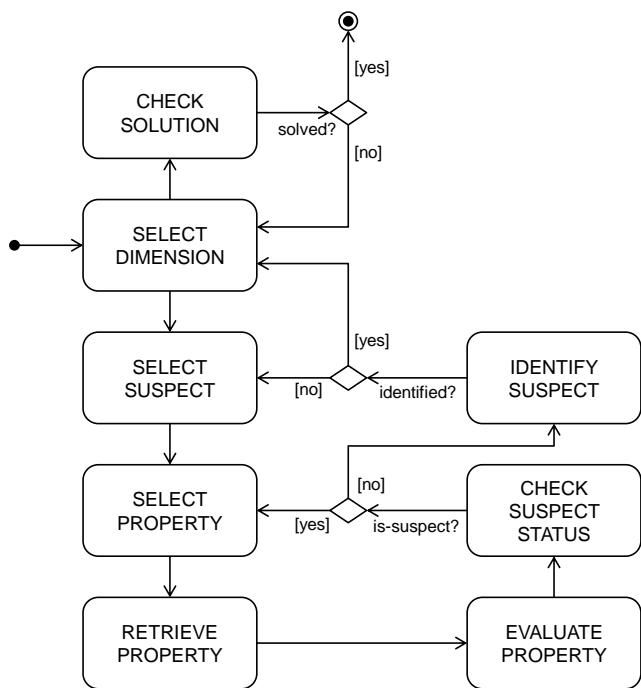 [yes]
CHECK
SOLUTION
solved?
[no]
SELECT
DIMENSION
[yes]
SELECT
SUSPECT
[no]
identified?
IDENTIFY
SUSPECT
[no]
SELECT
PROPERTY
[yes]
is-suspect?
CHECK
SUSPECT
STATUS
RETRIEVE
PROPERTY
EVALUATE
PROPERTY